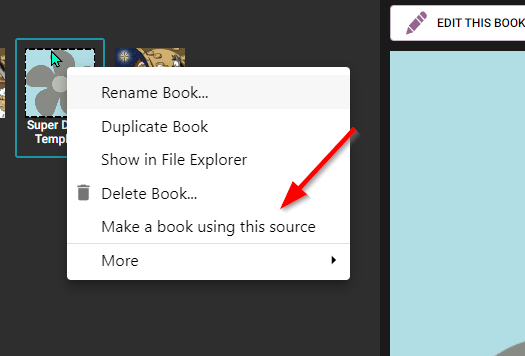 EDIT THIS BOOK
Super D
Templ
Rename Book...
Duplicate Book
Show in File Explorer
Delete Book...
Make a book using this source
More